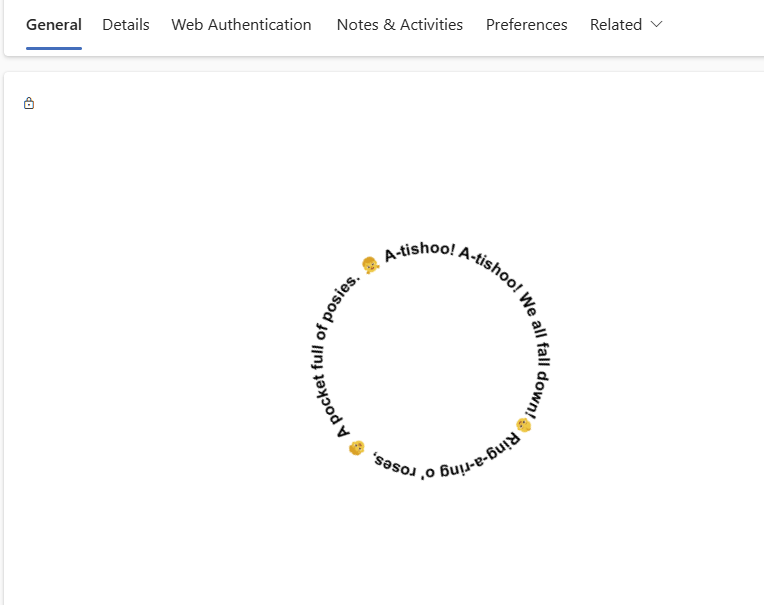 General Details Web Authentication Notes & Activities Preferences Related
Ring-a-ring o' roses,
A pocket full of posies.
A-tishoo! A-tishoo! We all fall down!